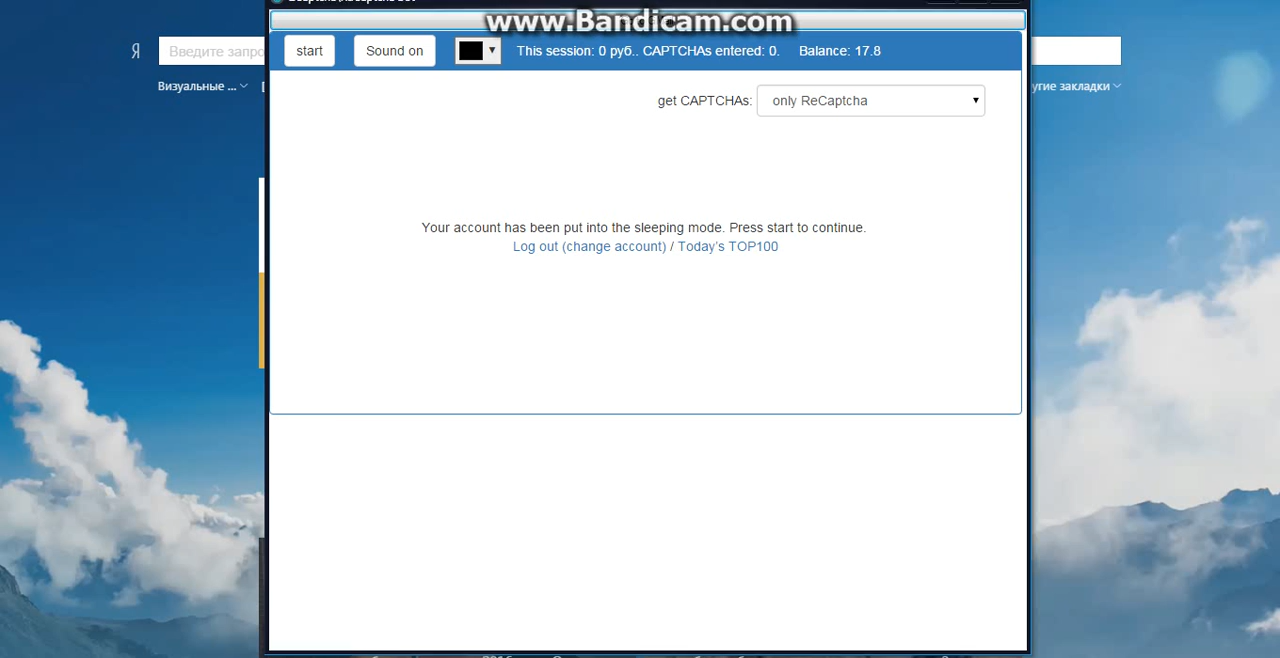 www.Bandicam.com
start Sound on This session: 0 руб.. CAPTCHAs entered: 0. Balance: 17.8
Я Введите запро
Визуальные ...
угие закладки
get CAPTCHAs: only ReCaptcha
Your account has been put into the sleeping mode. Press start to continue.
Log out (change account) / Today's TOP100